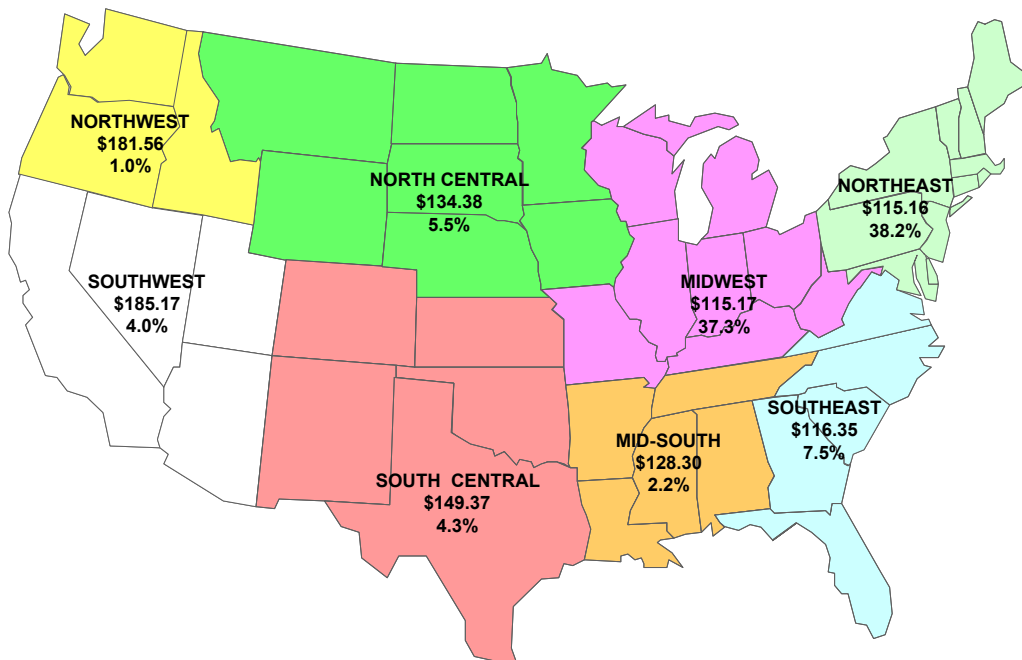 NORTHWEST
$181.56
1.0%
NORTH CENTRAL
$134.38
5.5%
NORTHEAST
$115.16
38.2%
SOUTHWEST
$185.17
4.0%
MIDWEST
$115.17
37.3%
SOUTHEAST
$116.35
7.5%
MID-SOUTH
$128.30
2.2%
SOUTH  CENTRAL
$149.37
4.3%